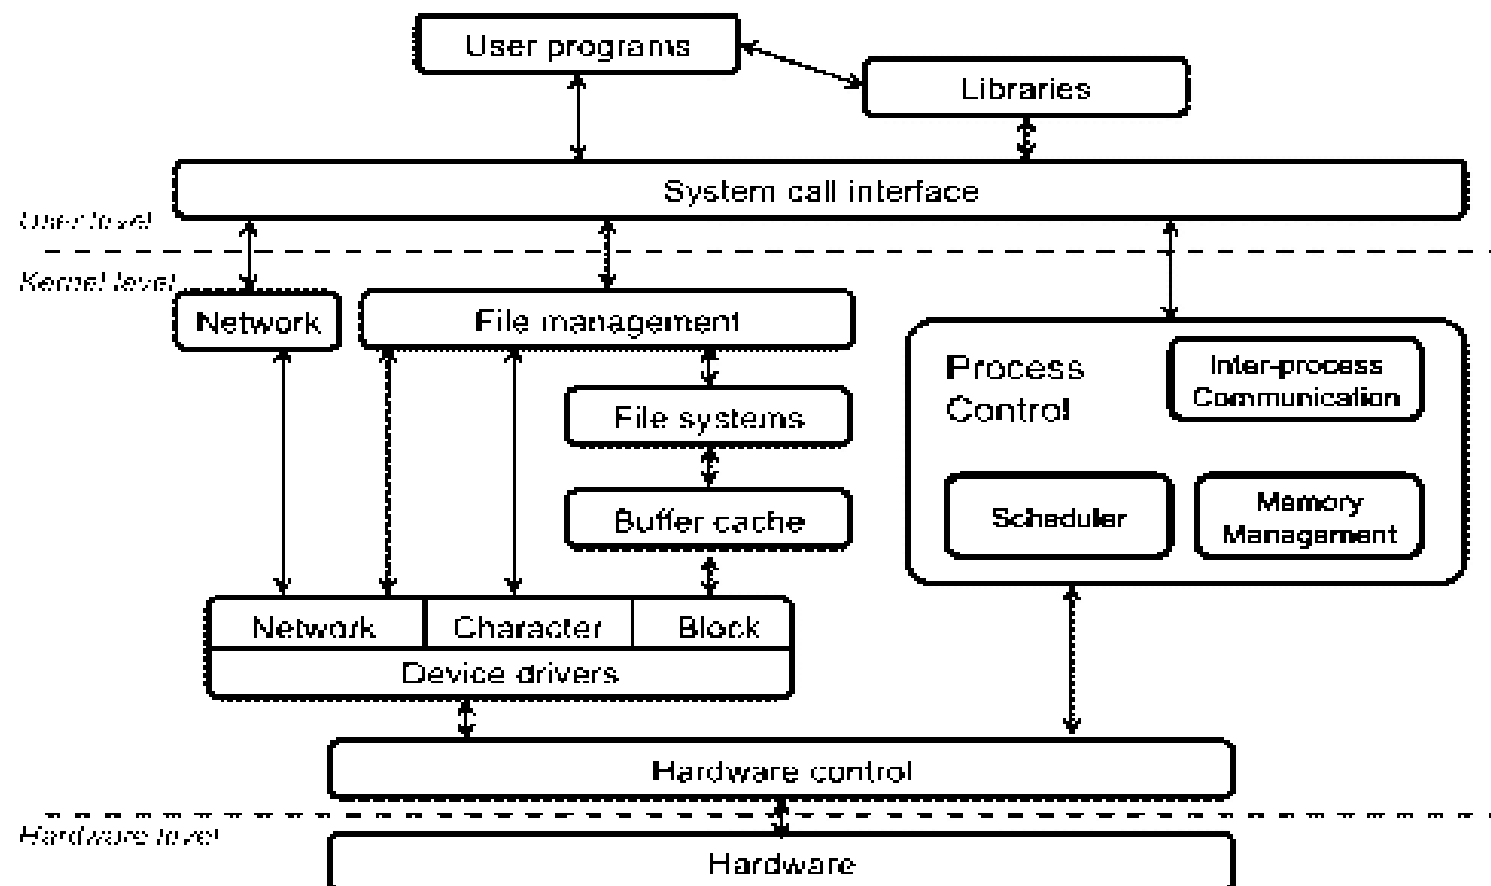 User programs
Libraries
System call interface
User level
Kernel level
Network
File management
Process
Control
Inter-process
Communication
File systems
Buffer cache
Scheduler
Memory
Management
Network
Character
Block
Device drivers
Hardware control
Hardware level
Hardware